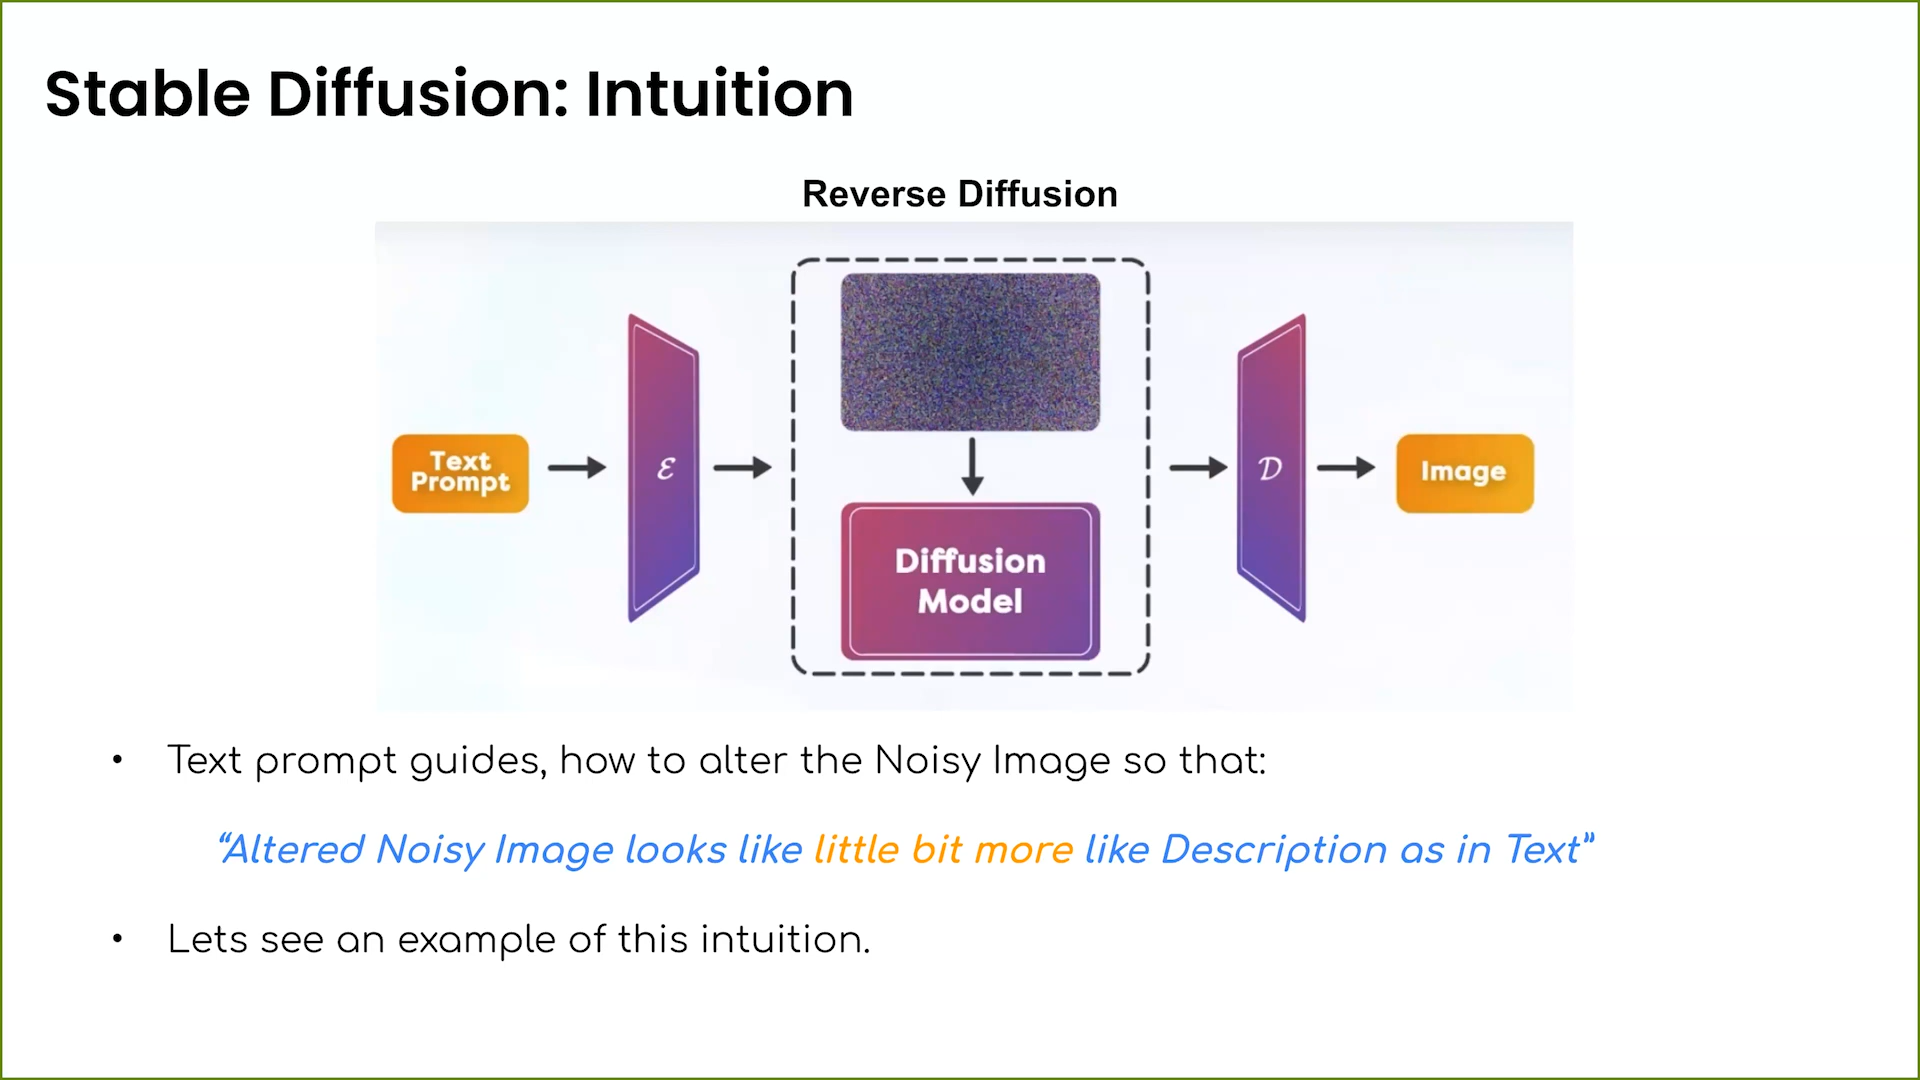 Stable Diffusion: Intuition
Reverse Diffusion
Text
Prompt
ℰ
Diffusion
Model
𝒟
Image
• Text prompt guides, how to alter the Noisy Image so that:
“Altered Noisy Image looks like little bit more like Description as in Text”
• Lets see an example of this intuition.